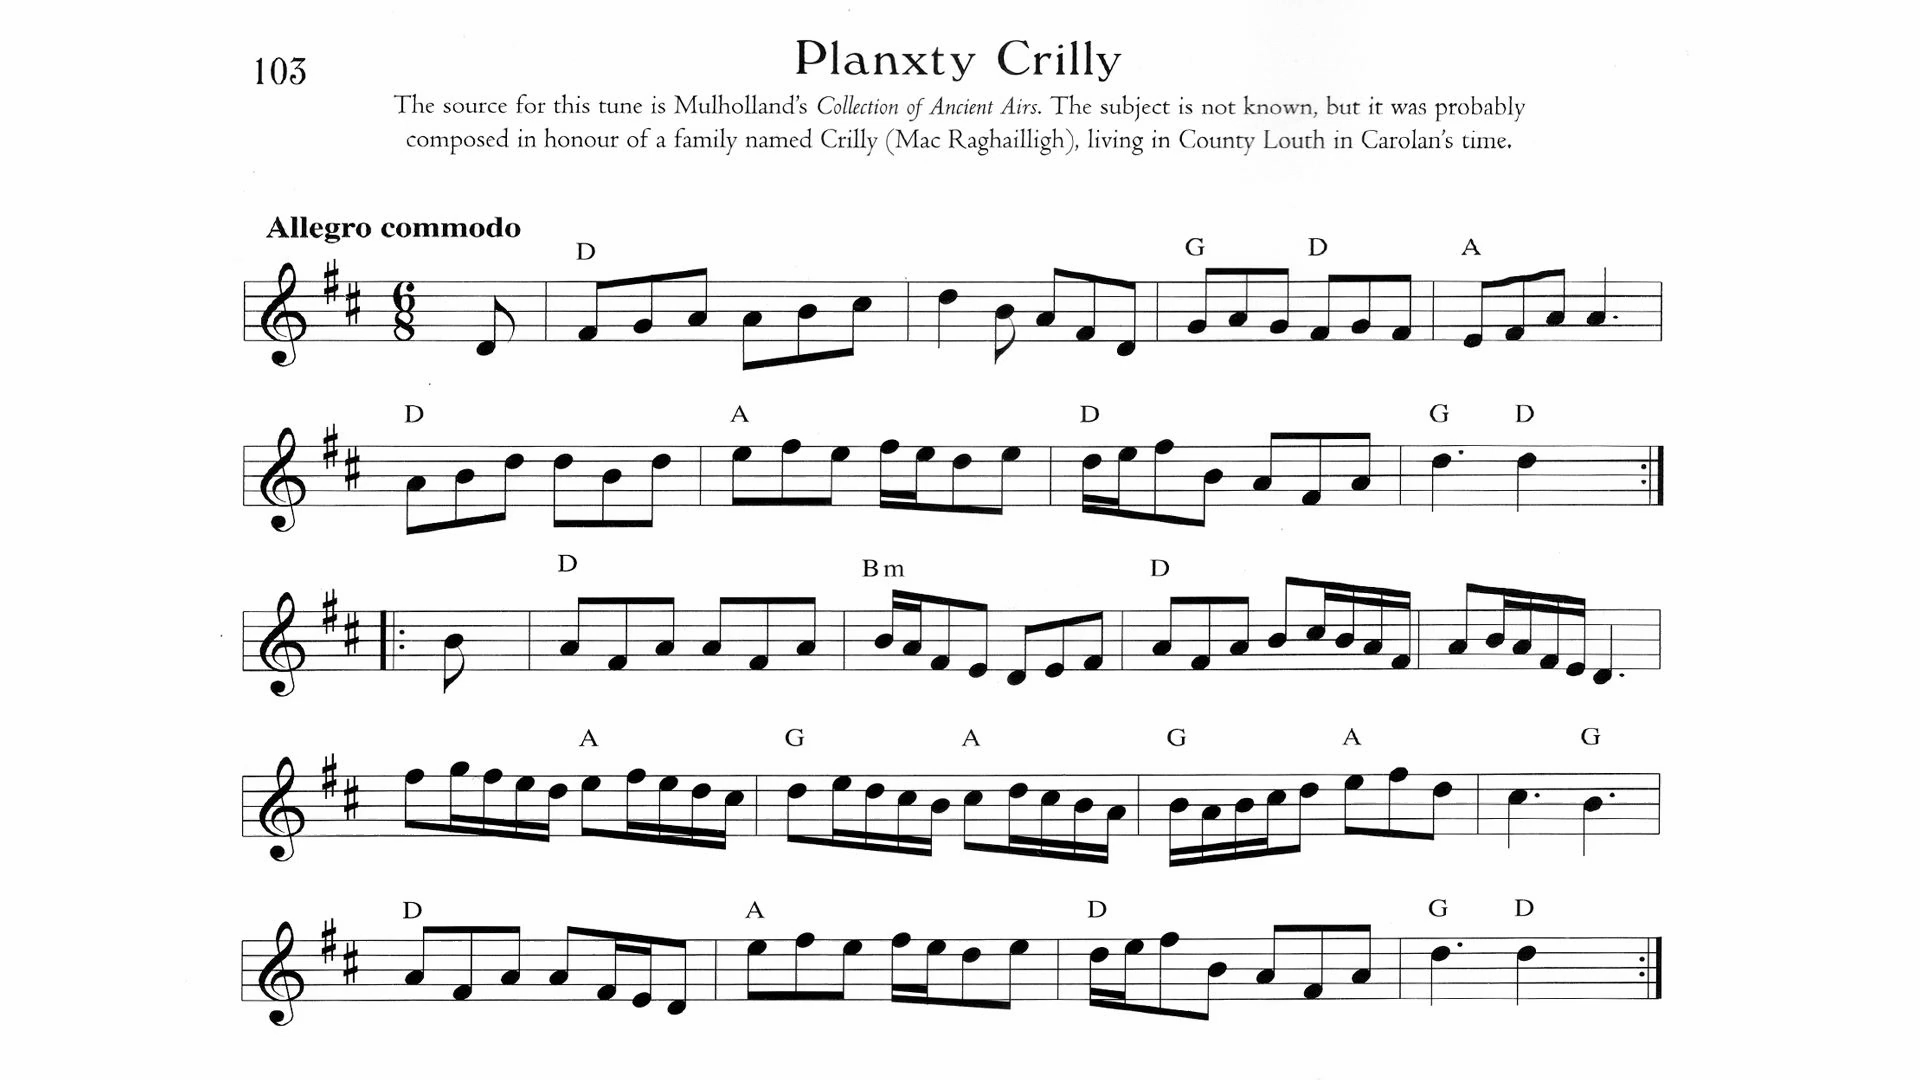 103
Planxty Crilly
The source for this tune is Mulholland's Collection of Ancient Airs. The subject is not known, but it was probably
composed in honour of a family named Crilly (Mac Raghailligh), living in County Louth in Carolan's time.
Allegro commodo
D G D A
6
8
D A D G D
D Bm D
A G A G A G
D A D G D